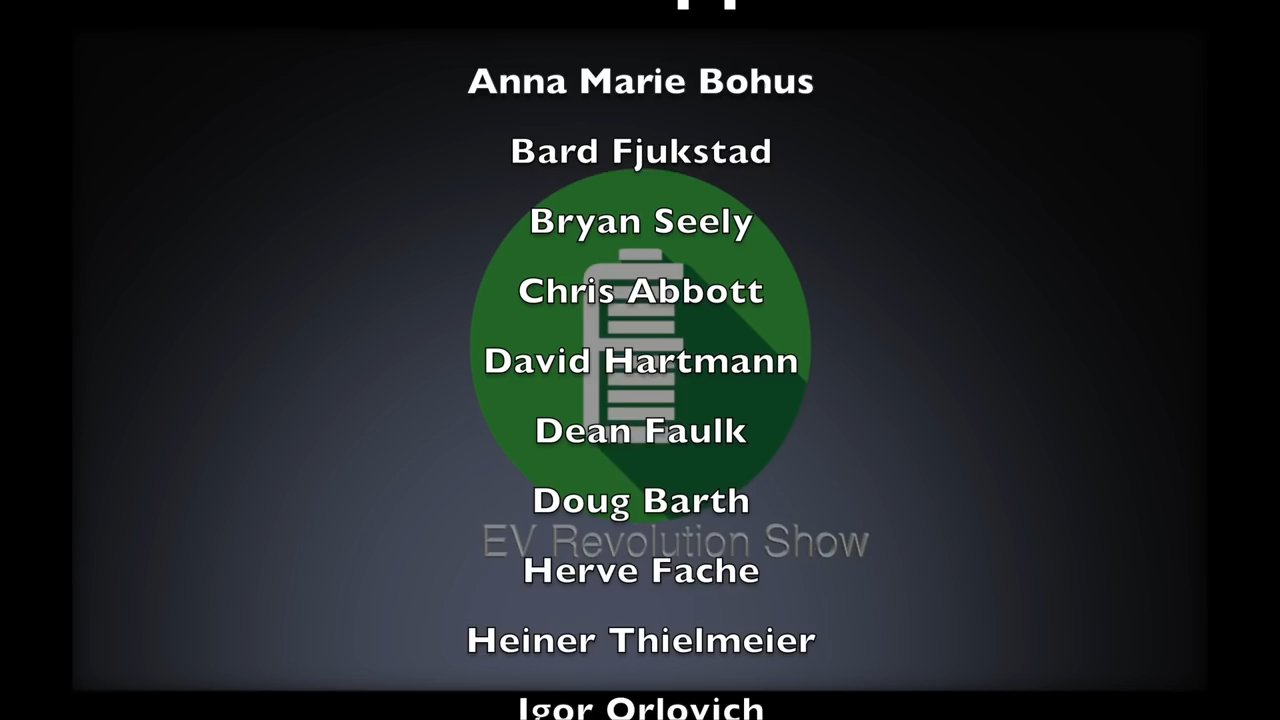 Anna Marie Bohus
Bard Fjukstad
Bryan Seely
Chris Abbott
David Hartmann
Dean Faulk
Doug Barth
EV Revolution Show
Herve Fache
Heiner Thielmeier
Igor Orlovich